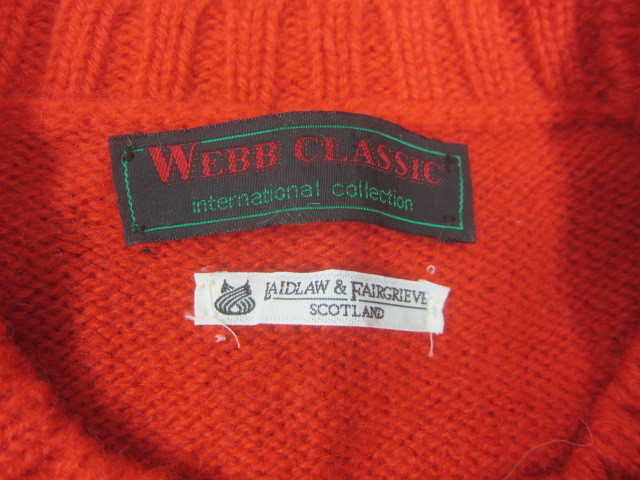 WEBB CLASSIC
international collection
LAIDLAW & FAIRGRIEVE
SCOTLAND